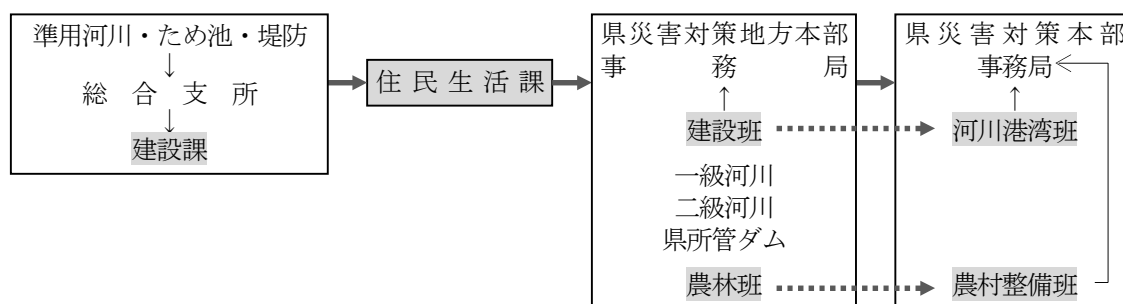 準用河川・ため池・堤防
↓
総合支所
↓
建設課
住民生活課
県災害対策地方本部
事務局
↑
建設班
一級河川
二級河川
県所管ダム
農林班
県災害対策本部
事務局
↑
河川港湾班
農村整備班